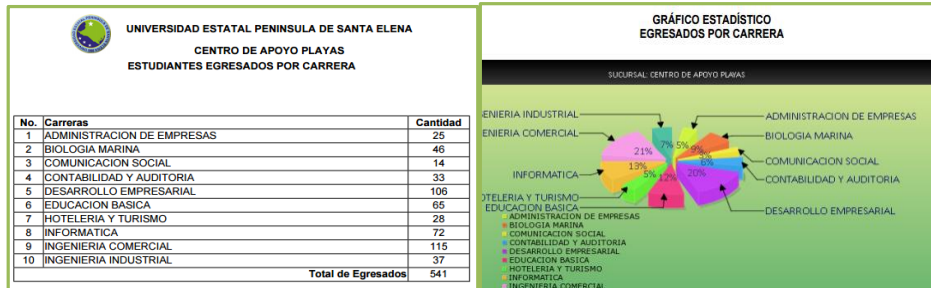 UNIVERSIDAD ESTATAL PENINSULA DE SANTA ELENA
CENTRO DE APOYO PLAYAS
ESTUDIANTES EGRESADOS POR CARRERA
No. Carreras Cantidad
1 ADMINISTRACION DE EMPRESAS 25
2 BIOLOGIA MARINA 46
3 COMUNICACION SOCIAL 14
4 CONTABILIDAD Y AUDITORIA 33
5 DESARROLLO EMPRESARIAL 106
6 EDUCACION BASICA 65
7 HOTELERIA Y TURISMO 28
8 INFORMATICA 72
9 INGENIERIA COMERCIAL 115
10 INGENIERIA INDUSTRIAL 37
Total de Egresados 541
GRÁFICO ESTADÍSTICO
EGRESADOS POR CARRERA
SUCURSAL: CENTRO DE APOYO PLAYAS
ENIERIA INDUSTRIAL
ADMINISTRACION DE EMPRESAS
ENIERIA COMERCIAL
BIOLOGIA MARINA
7% 5% 9%
21%
COMUNICACION SOCIAL
6%
INFORMATICA
13%
CONTABILIDAD Y AUDITORIA
5% 12% 20%
OTELERIA Y TURISMO
EDUCACION BASICA
DESARROLLO EMPRESARIAL
ADMINISTRACION DE EMPRESAS
BIOLOGIA MARINA
COMUNICACION SOCIAL
CONTABILIDAD Y AUDITORIA
DESARROLLO EMPRESARIAL
EDUCACION BASICA
HOTELERIA Y TURISMO
INFORMATICA
INGENIERIA COMERCIAL